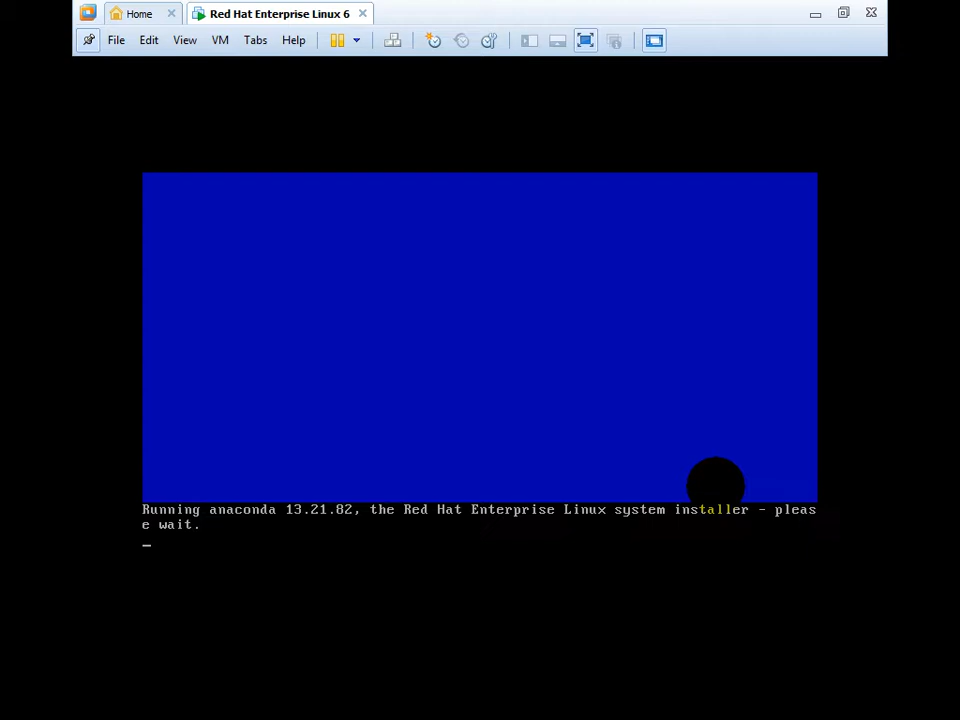 Home
Red Hat Enterprise Linux 6
File Edit View VM Tabs Help
Running anaconda 13.21.82, the Red Hat Enterprise Linux system installer - pleas
e wait.